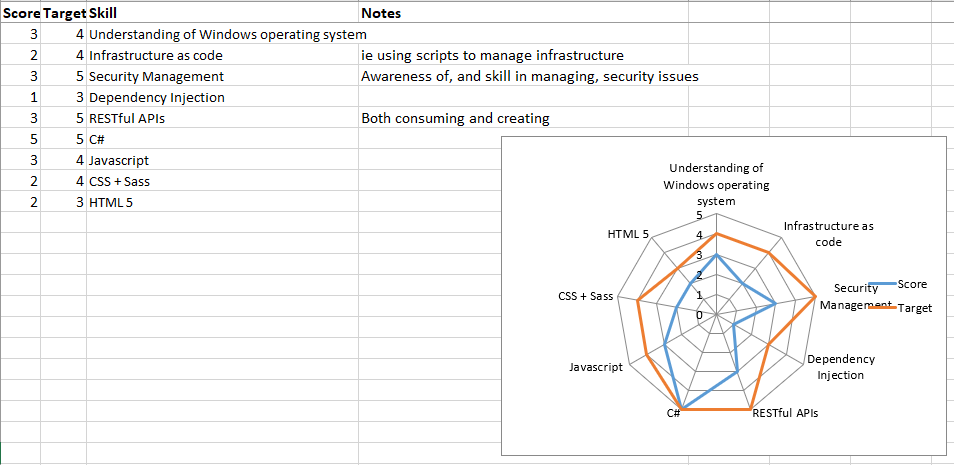 Score Target Skill Notes
3 4 Understanding of Windows operating system
2 4 Infrastructure as code ie using scripts to manage infrastructure
3 5 Security Management Awareness of, and skill in managing, security issues
1 3 Dependency Injection
3 5 RESTful APIs Both consuming and creating
5 5 C#
3 4 Javascript
2 4 CSS + Sass
2 3 HTML 5
Understanding of
Windows operating
system
5
4
3
2
1
0
Infrastructure as
code
Security
Management
Dependency
Injection
RESTful APIs
C#
Javascript
CSS + Sass
HTML 5
Score
Target